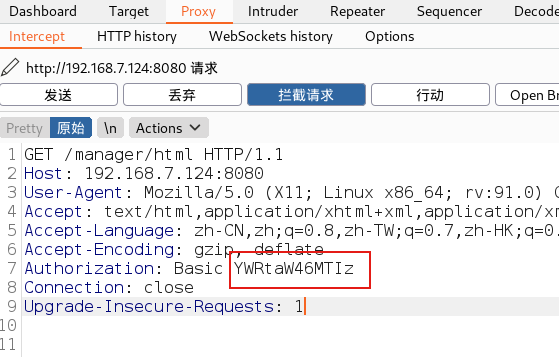 Dashboard Target Proxy Intruder Repeater Sequencer Decode
Intercept HTTP history WebSockets history Options
http://192.168.7.124:8080 请求
发送 丢弃 拦截请求 行动 Open Br
Pretty 原始 \n Actions
1 GET /manager/html HTTP/1.1
2 Host: 192.168.7.124:8080
3 User-Agent: Mozilla/5.0 (X11; Linux x86_64; rv:91.0) G
4 Accept: text/html,application/xhtml+xml,application/xm
5 Accept-Language: zh-CN,zh;q=0.8,zh-TW;q=0.7,zh-HK;q=0.
6 Accept-Encoding: gzip, deflate
7 Authorization: Basic YWRtaW46MTIz
8 Connection: close
9 Upgrade-Insecure-Requests: 1
10
11